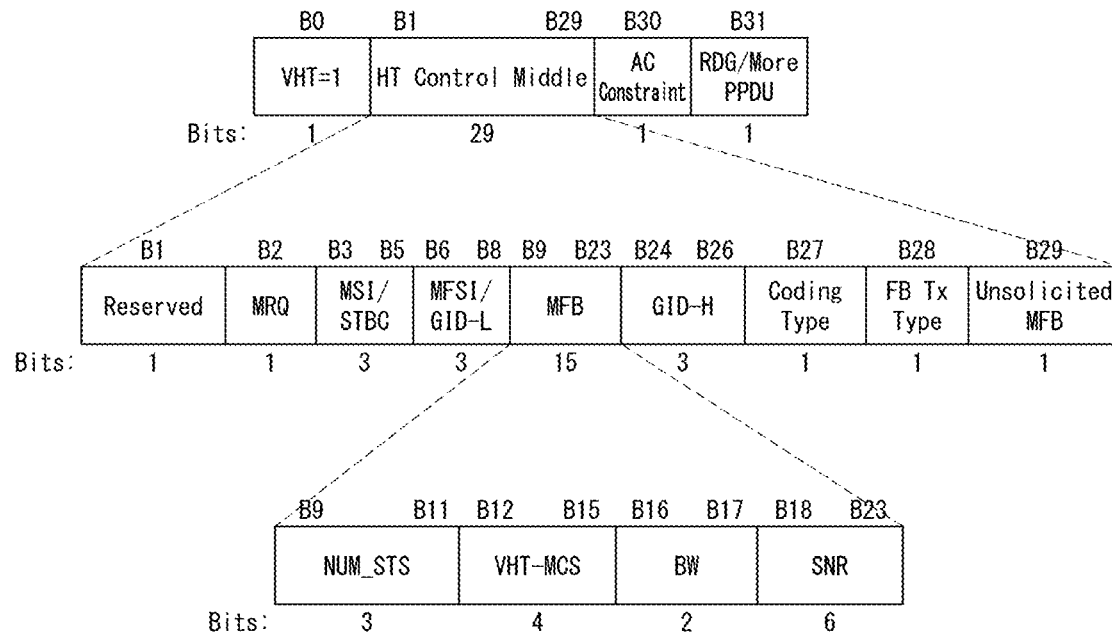 B0 B1 B29 B30 B31
VHT=1 HT Control Middle AC Constraint RDG/More PPDU
Bits: 1 29 1 1
B1 B2 B3 B5 B6 B8 B9 B23 B24 B26 B27 B28 B29
Reserved MRQ MSI/ STBC MFSI/ GID-L MFB GID-H Coding Type FB Tx Type Unsolicited MFB
Bits: 1 1 3 3 15 3 1 1 1
B9 B11 B12 B15 B16 B17 B18 B23
NUM_STS VHT-MCS BW SNR
Bits: 3 4 2 6